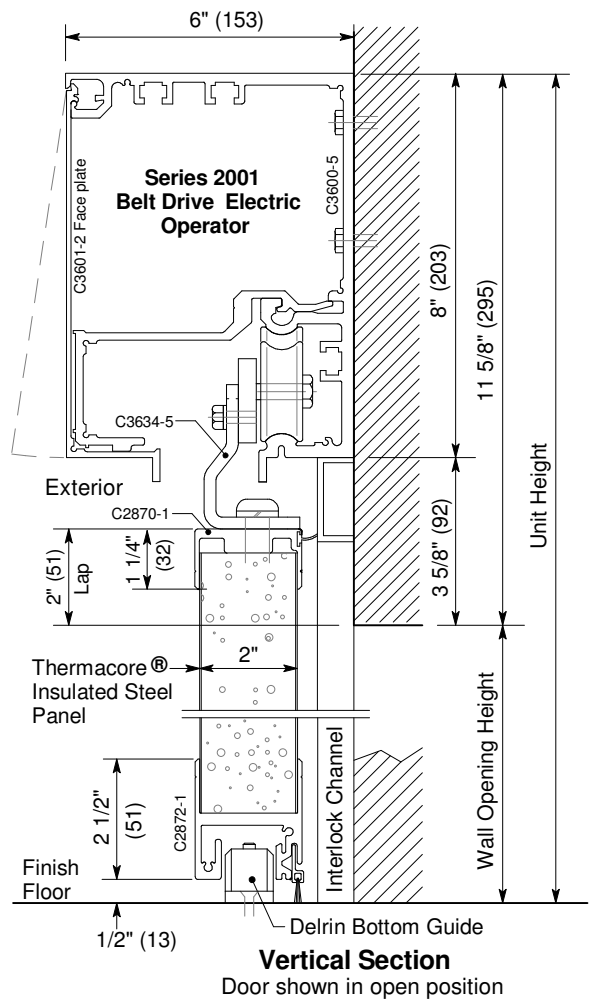 6" (153)
Series 2001
Belt Drive Electric
Operator
C3601-2 Face plate
C3600-5
8" (203)
11 5/8" (295)
Unit Height
C3634-5
Exterior
C2870-1
2" (51)
Lap
1 1/4"
(32)
3 5/8" (92)
2"
Thermacore®
Insulated Steel
Panel
Interlock Channel
Wall Opening Height
2 1/2"
(51)
C2872-1
Finish
Floor
1/2" (13)
Delrin Bottom Guide
Vertical Section
Door shown in open position